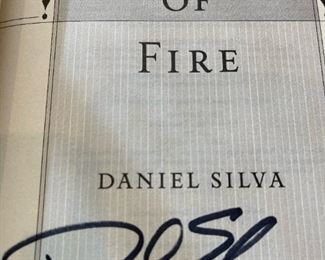 OF
FIRE
DANIEL SILVA